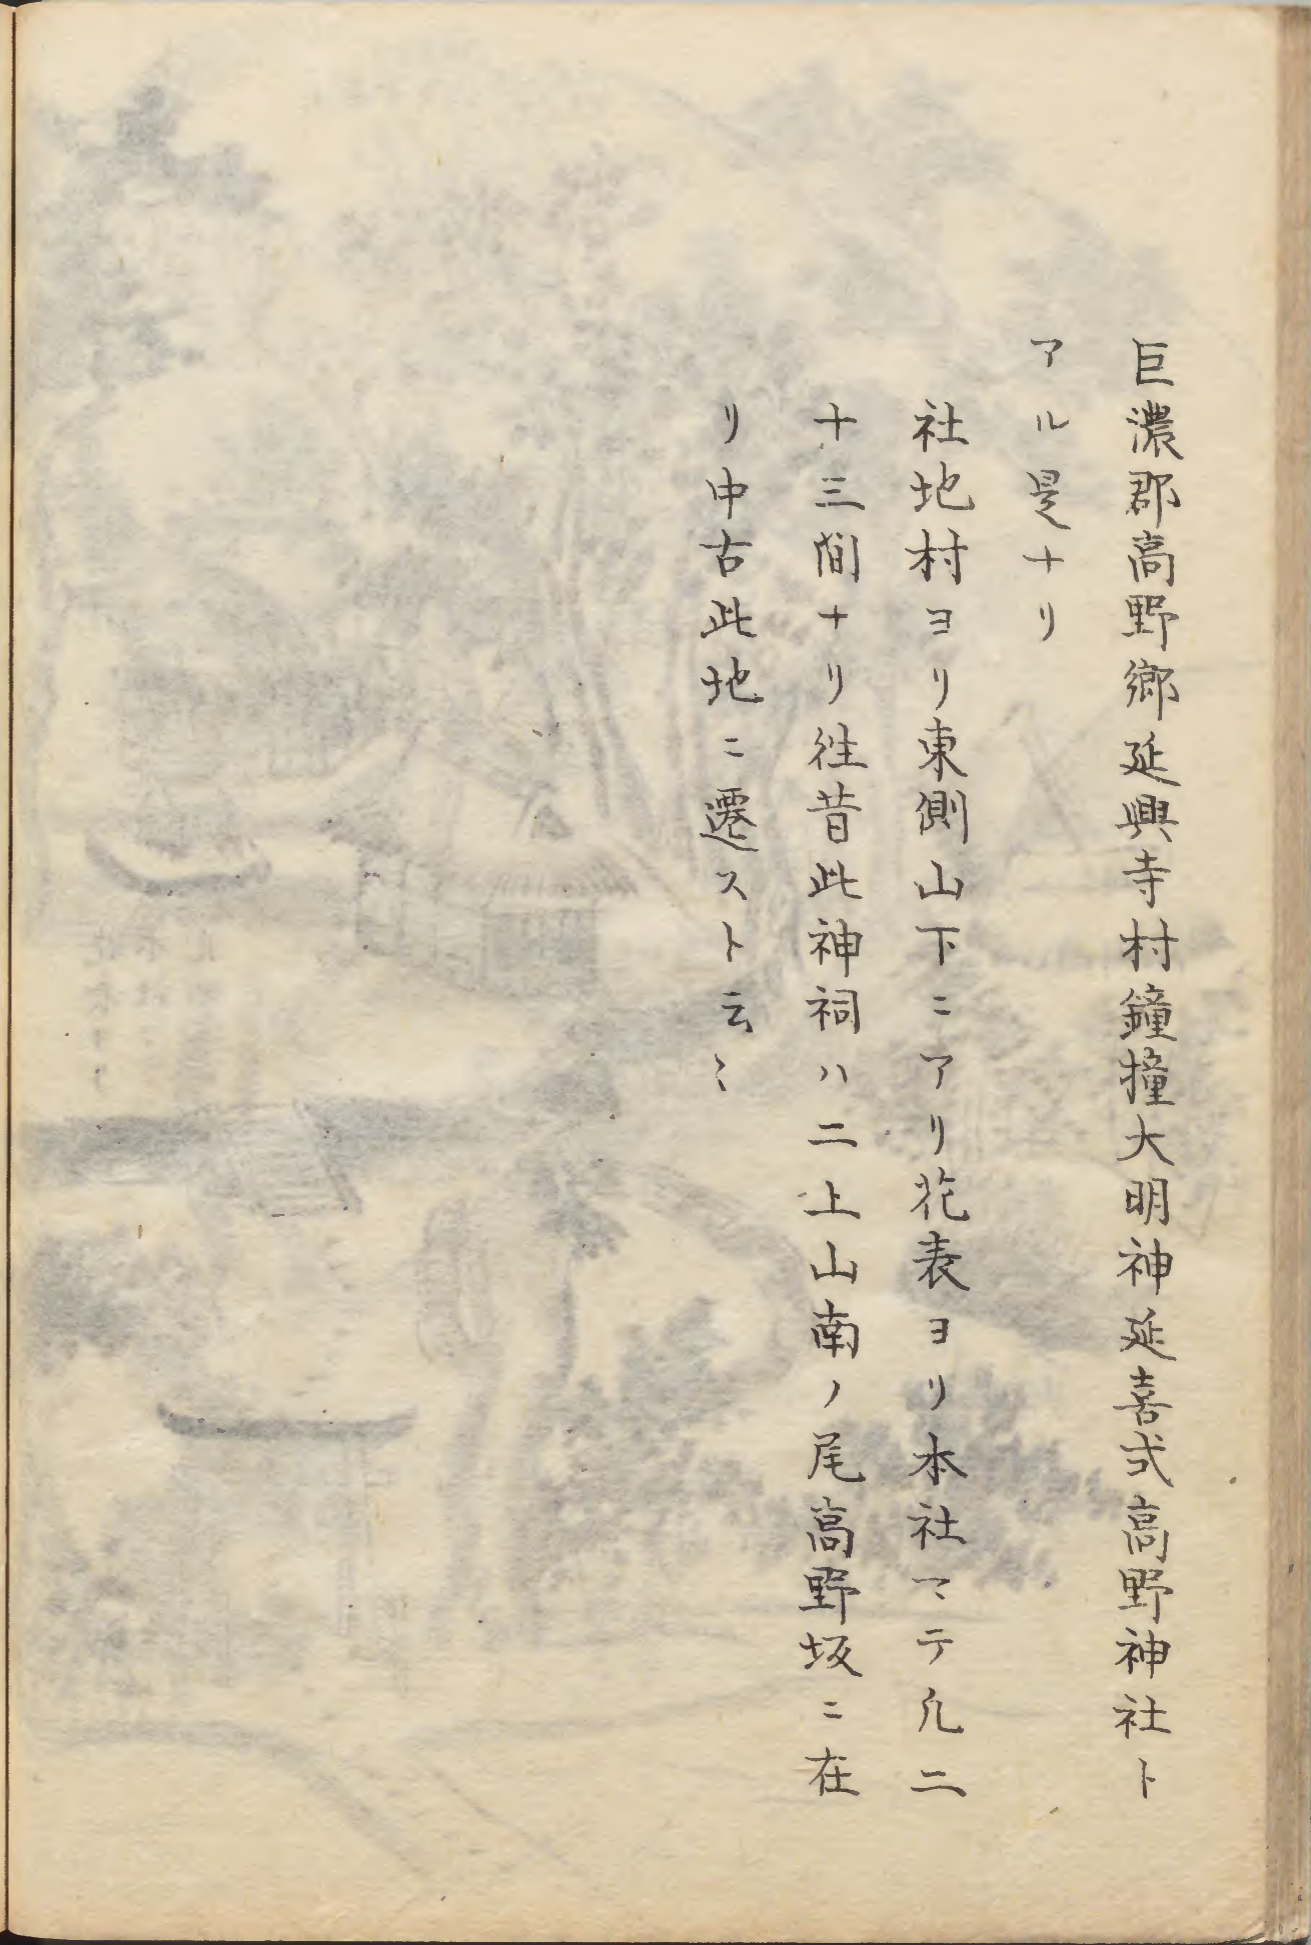 巨濃郡高野郷延興寺村鐘撞大明神延喜式高野神社ト
アル是ナリ
社地村ヨリ東側山下ニアリ花表ヨリ本社マテ凢二
十三間ナリ徃昔此神祠ハ二上山南ノ尾高野坂ニ在
リ中古此地ニ遷スト云〻